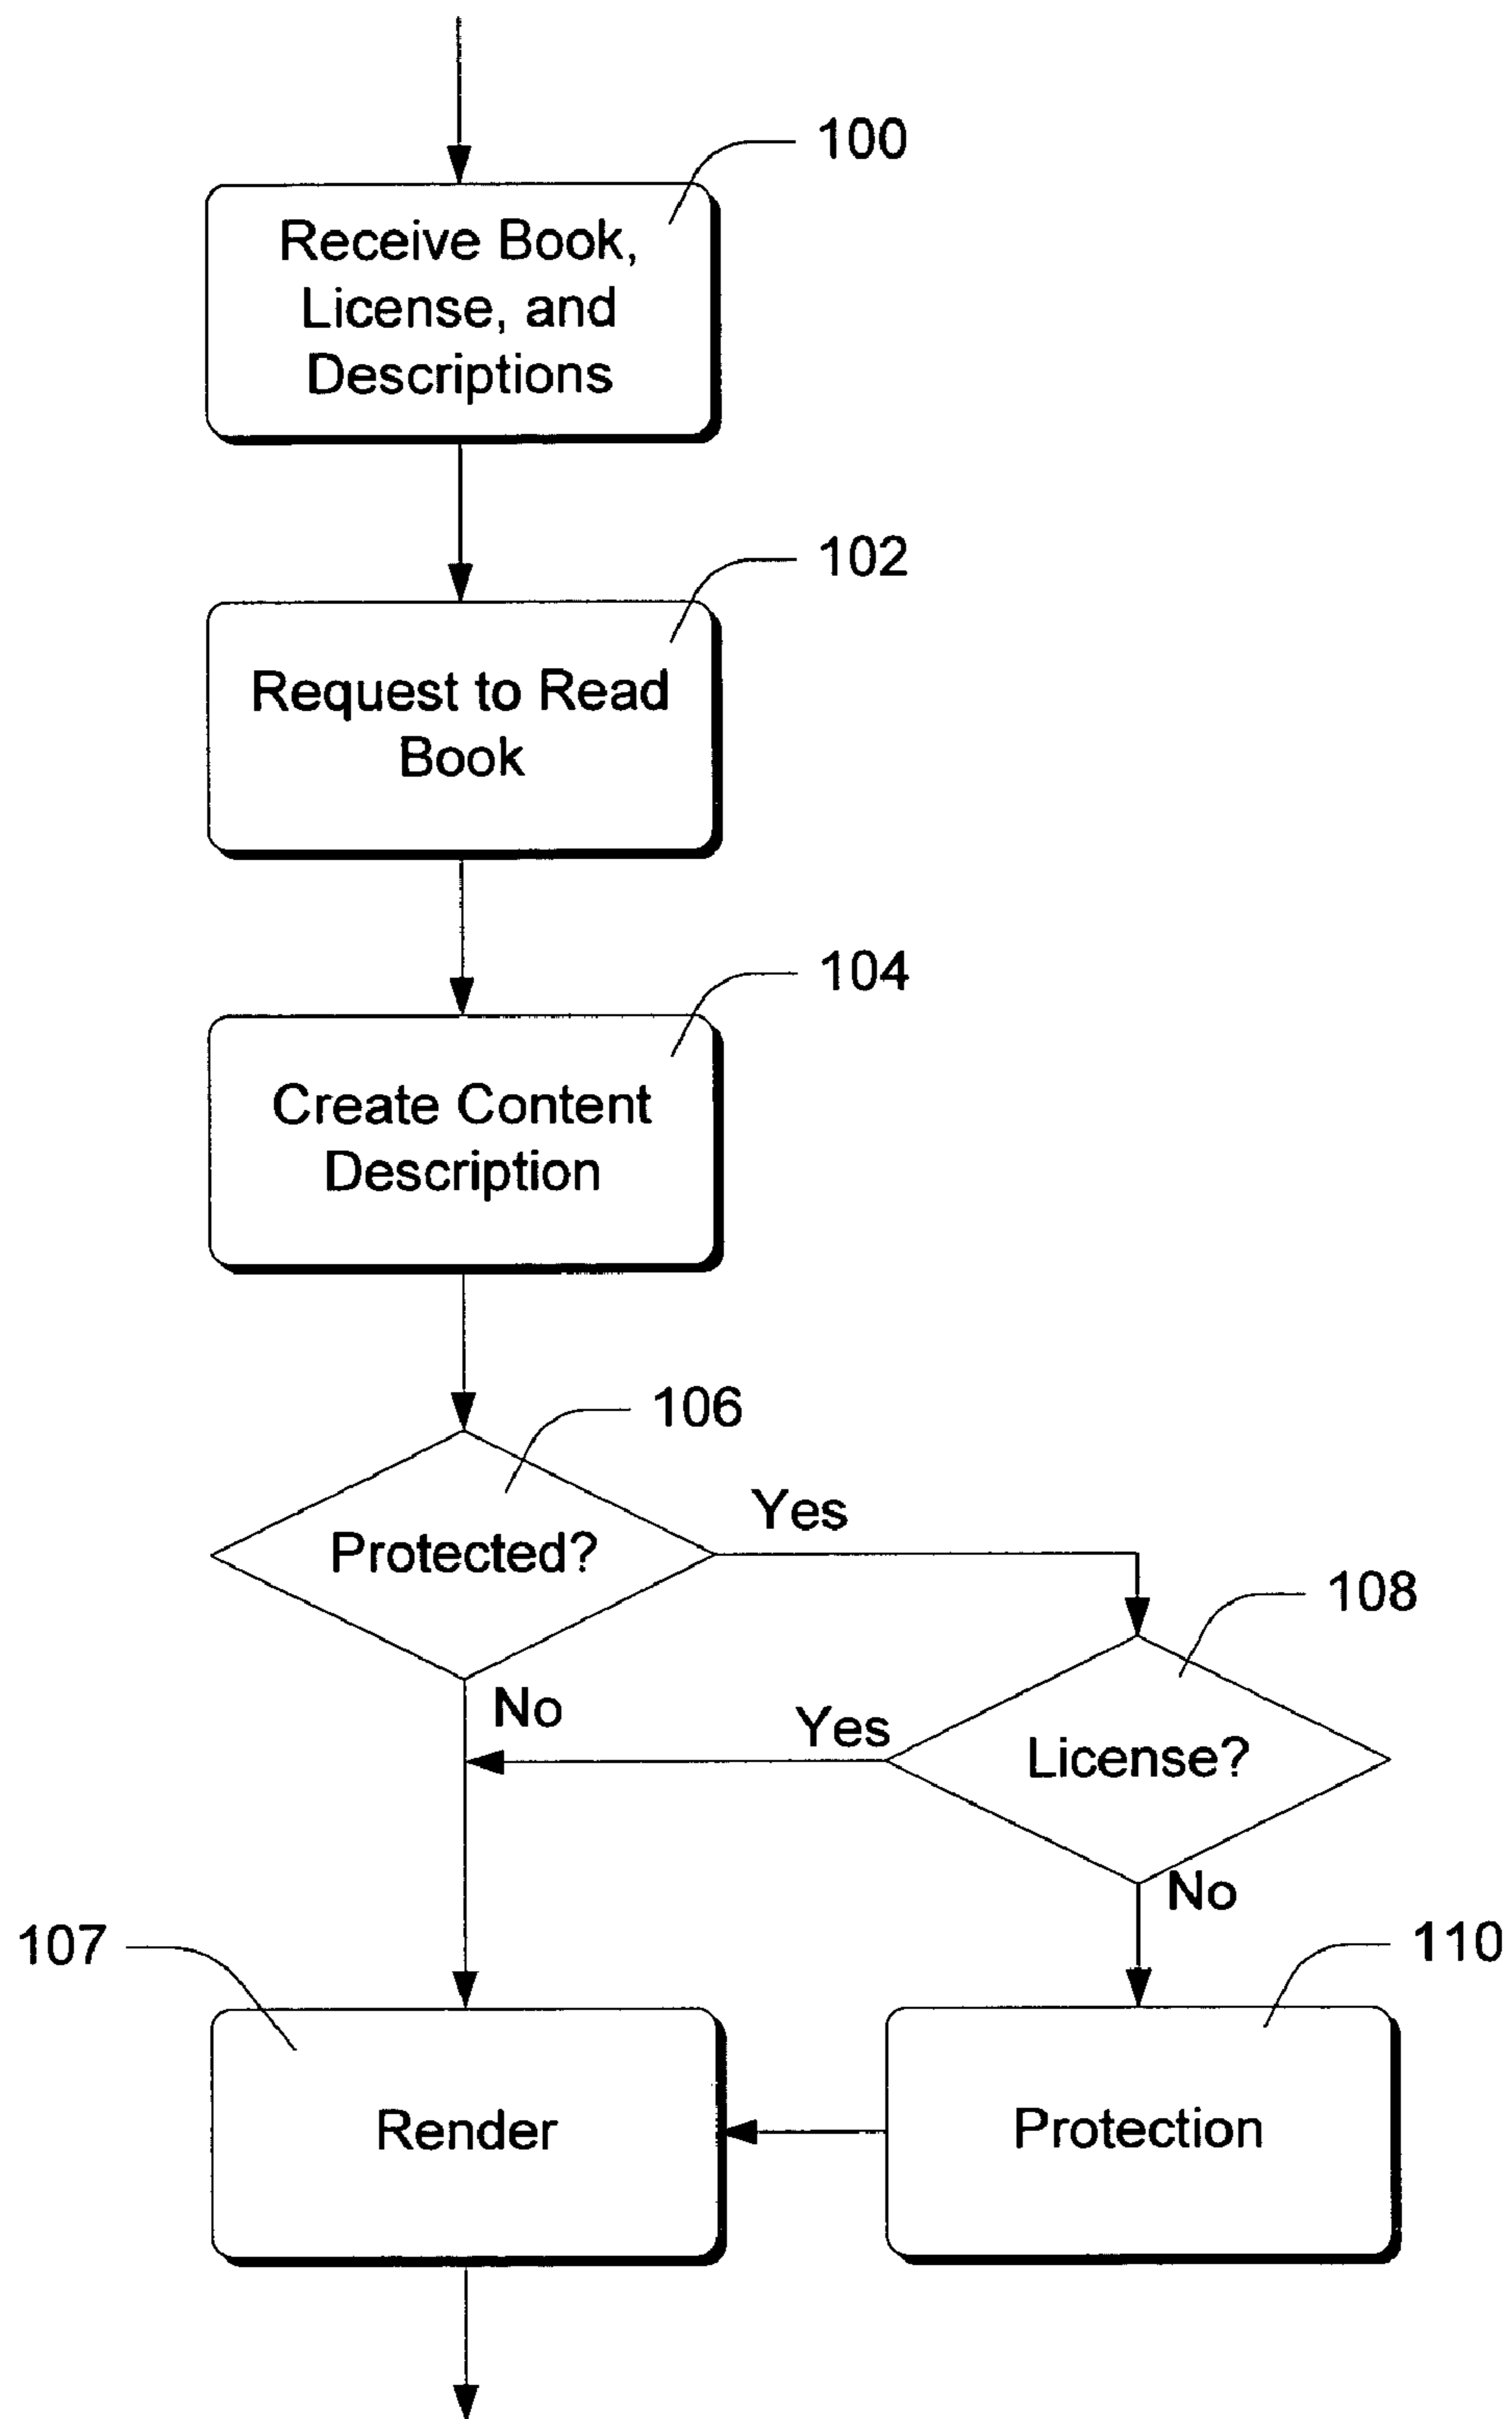 100
Receive Book,
License, and
Descriptions
102
Request to Read
Book
104
Create Content
Description
106
Protected?
Yes
108
No
Yes
License?
No
107
110
Render
Protection